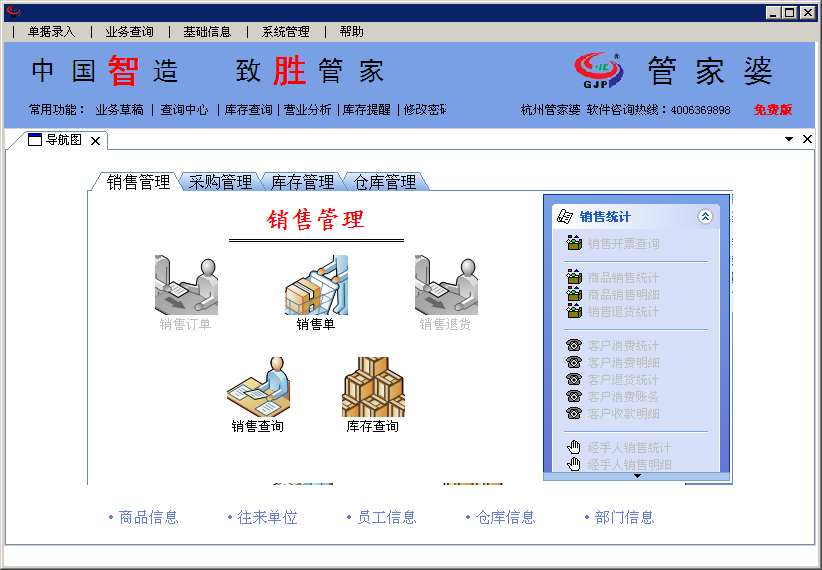 | 单据录入 | 业务查询 | 基础信息 | 系统管理 | 帮助
中国智造 致胜管家
GJP
®
管家婆
常用功能： 业务草稿 | 查询中心 | 库存查询 | 营业分析 | 库存提醒 | 修改密
杭州管家婆 软件咨询热线：4006369898 免费版
导航图
销售管理 采购管理 库存管理 仓库管理
销售管理
销售订单 销售单 销售退货
销售查询 库存查询
销售统计
销售开票查询
商品销售统计
商品销售明细
销售退货统计
客户消费统计
客户消费明细
客户退货统计
客户消费账务
客户收款明细
经手人销售统计
经手人销售明细
• 商品信息 • 往来单位 • 员工信息 • 仓库信息 • 部门信息